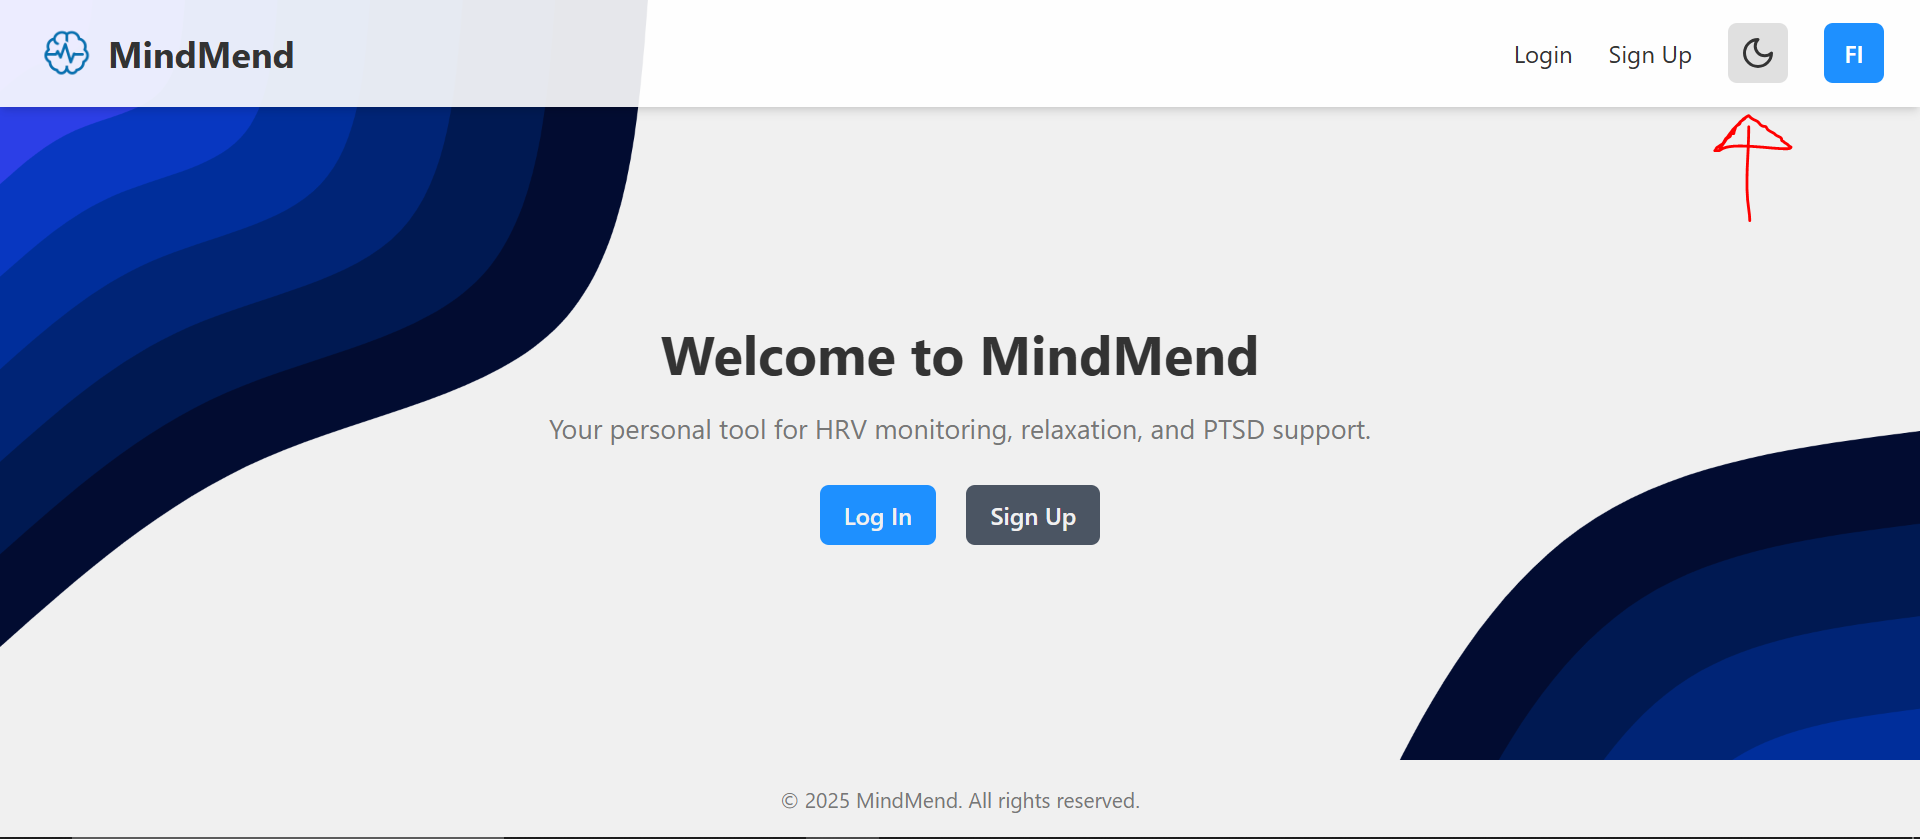 MindMend
Login
Sign Up
FI
Welcome to MindMend
Your personal tool for HRV monitoring, relaxation, and PTSD support.
Log In
Sign Up
© 2025 MindMend. All rights reserved.